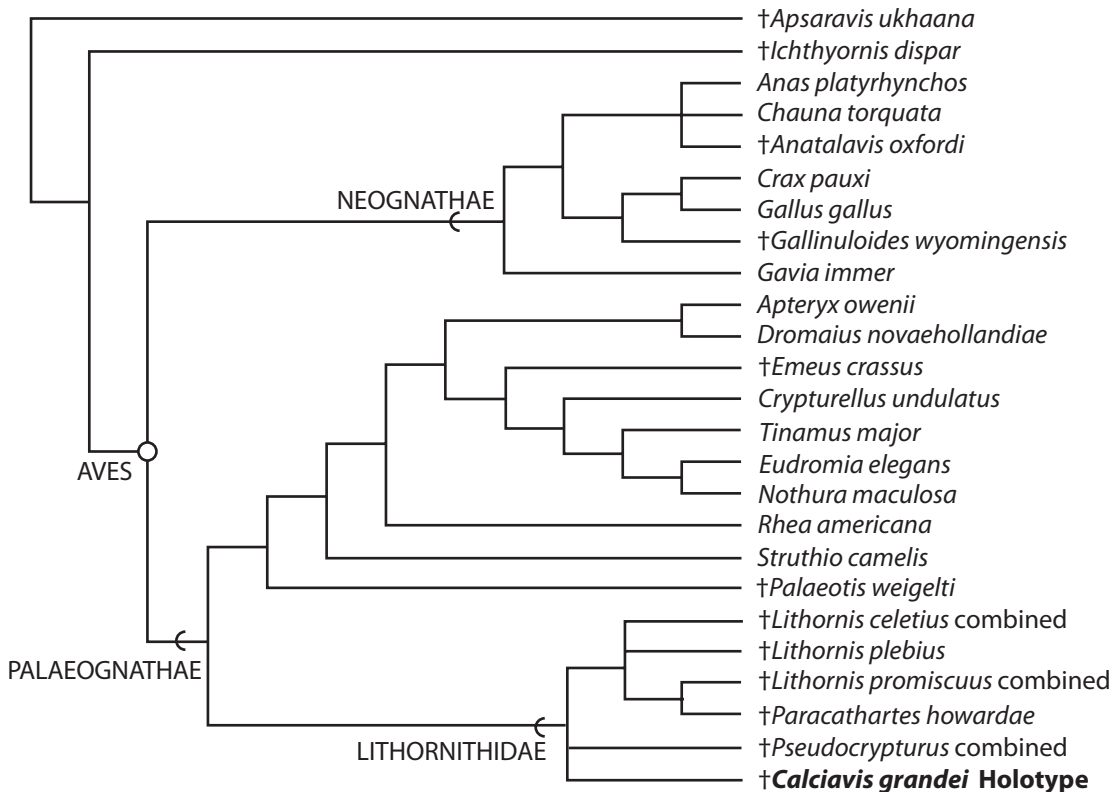 †Apsaravis ukhaana
†Ichthyornis dispar
Anas platyrhynchos
Chauna torquata
†Anatalavis oxfordi
Crax pauxi
NEOGNATHAE
Gallus gallus
†Gallinuloides wyomingensis
Gavia immer
Apteryx owenii
Dromaius novaehollandiae
†Emeus crassus
Crypturellus undulatus
Tinamus major
AVES
Eudromia elegans
Nothura maculosa
Rhea americana
Struthio camelis
†Palaeotis weigelti
†Lithornis celetius combined
†Lithornis plebius
PALAEOGNATHAE
†Lithornis promiscuus combined
†Paracathartes howardae
LITHORNITHIDAE
†Pseudocrypturus combined
†Calciavis grandei Holotype